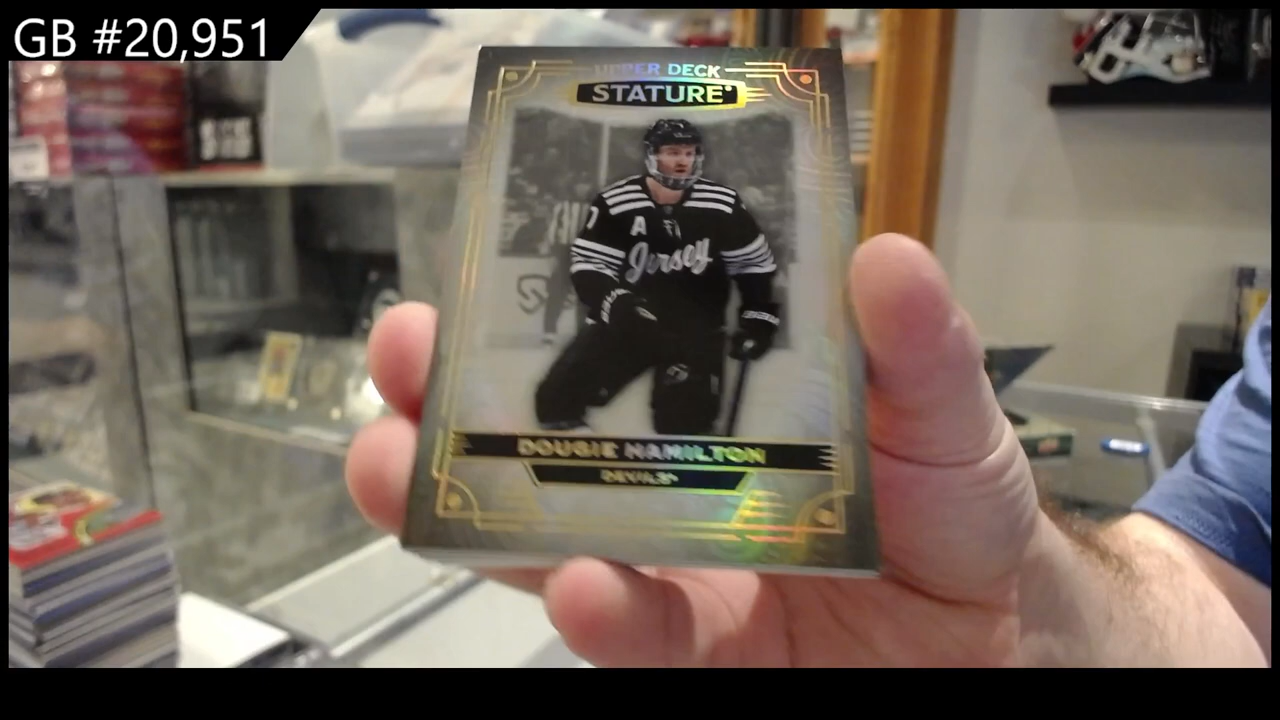 GB #20,951
UPPER DECK
STATURE
A
Jersey
DOUGIE HAMILTON
DEVILS